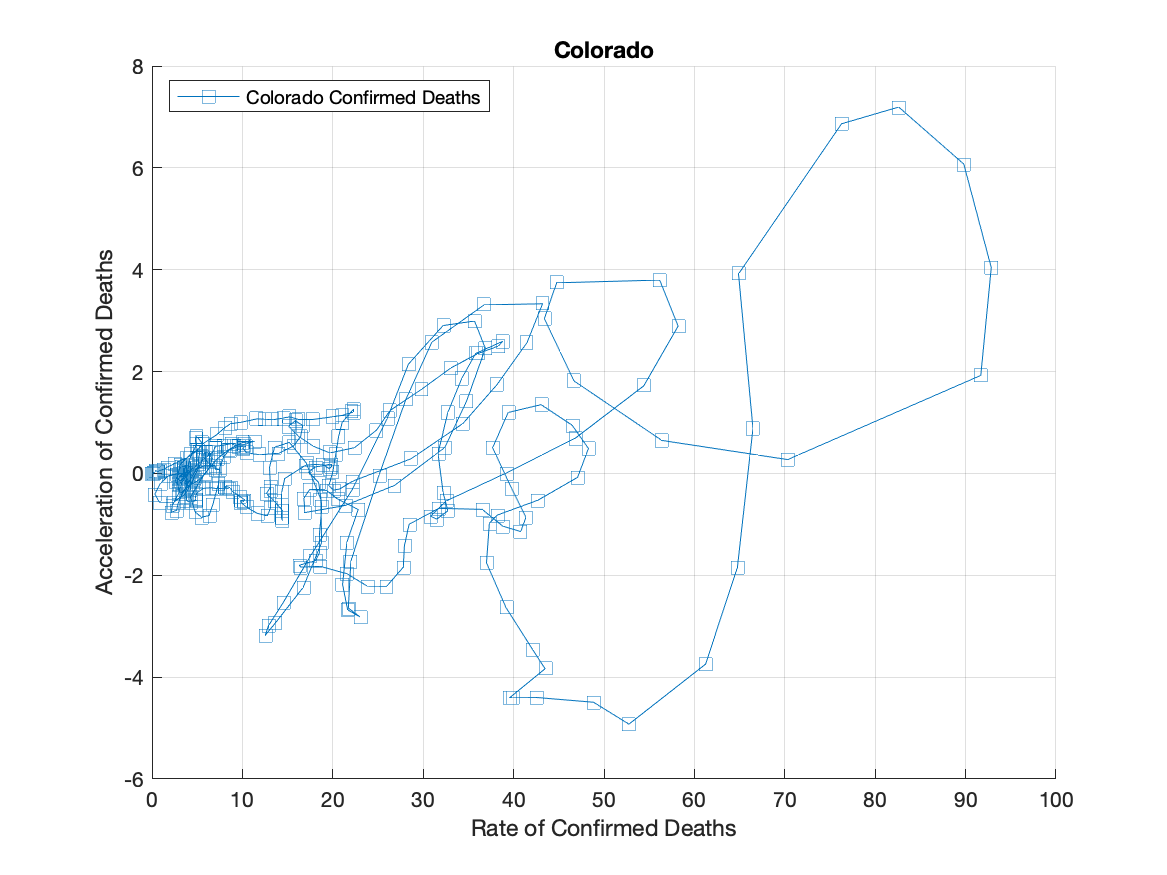 Colorado
Colorado Confirmed Deaths
8
6
4
2
0
-2
-4
-6
Acceleration of Confirmed Deaths
0 10 20 30 40 50 60 70 80 90 100
Rate of Confirmed Deaths